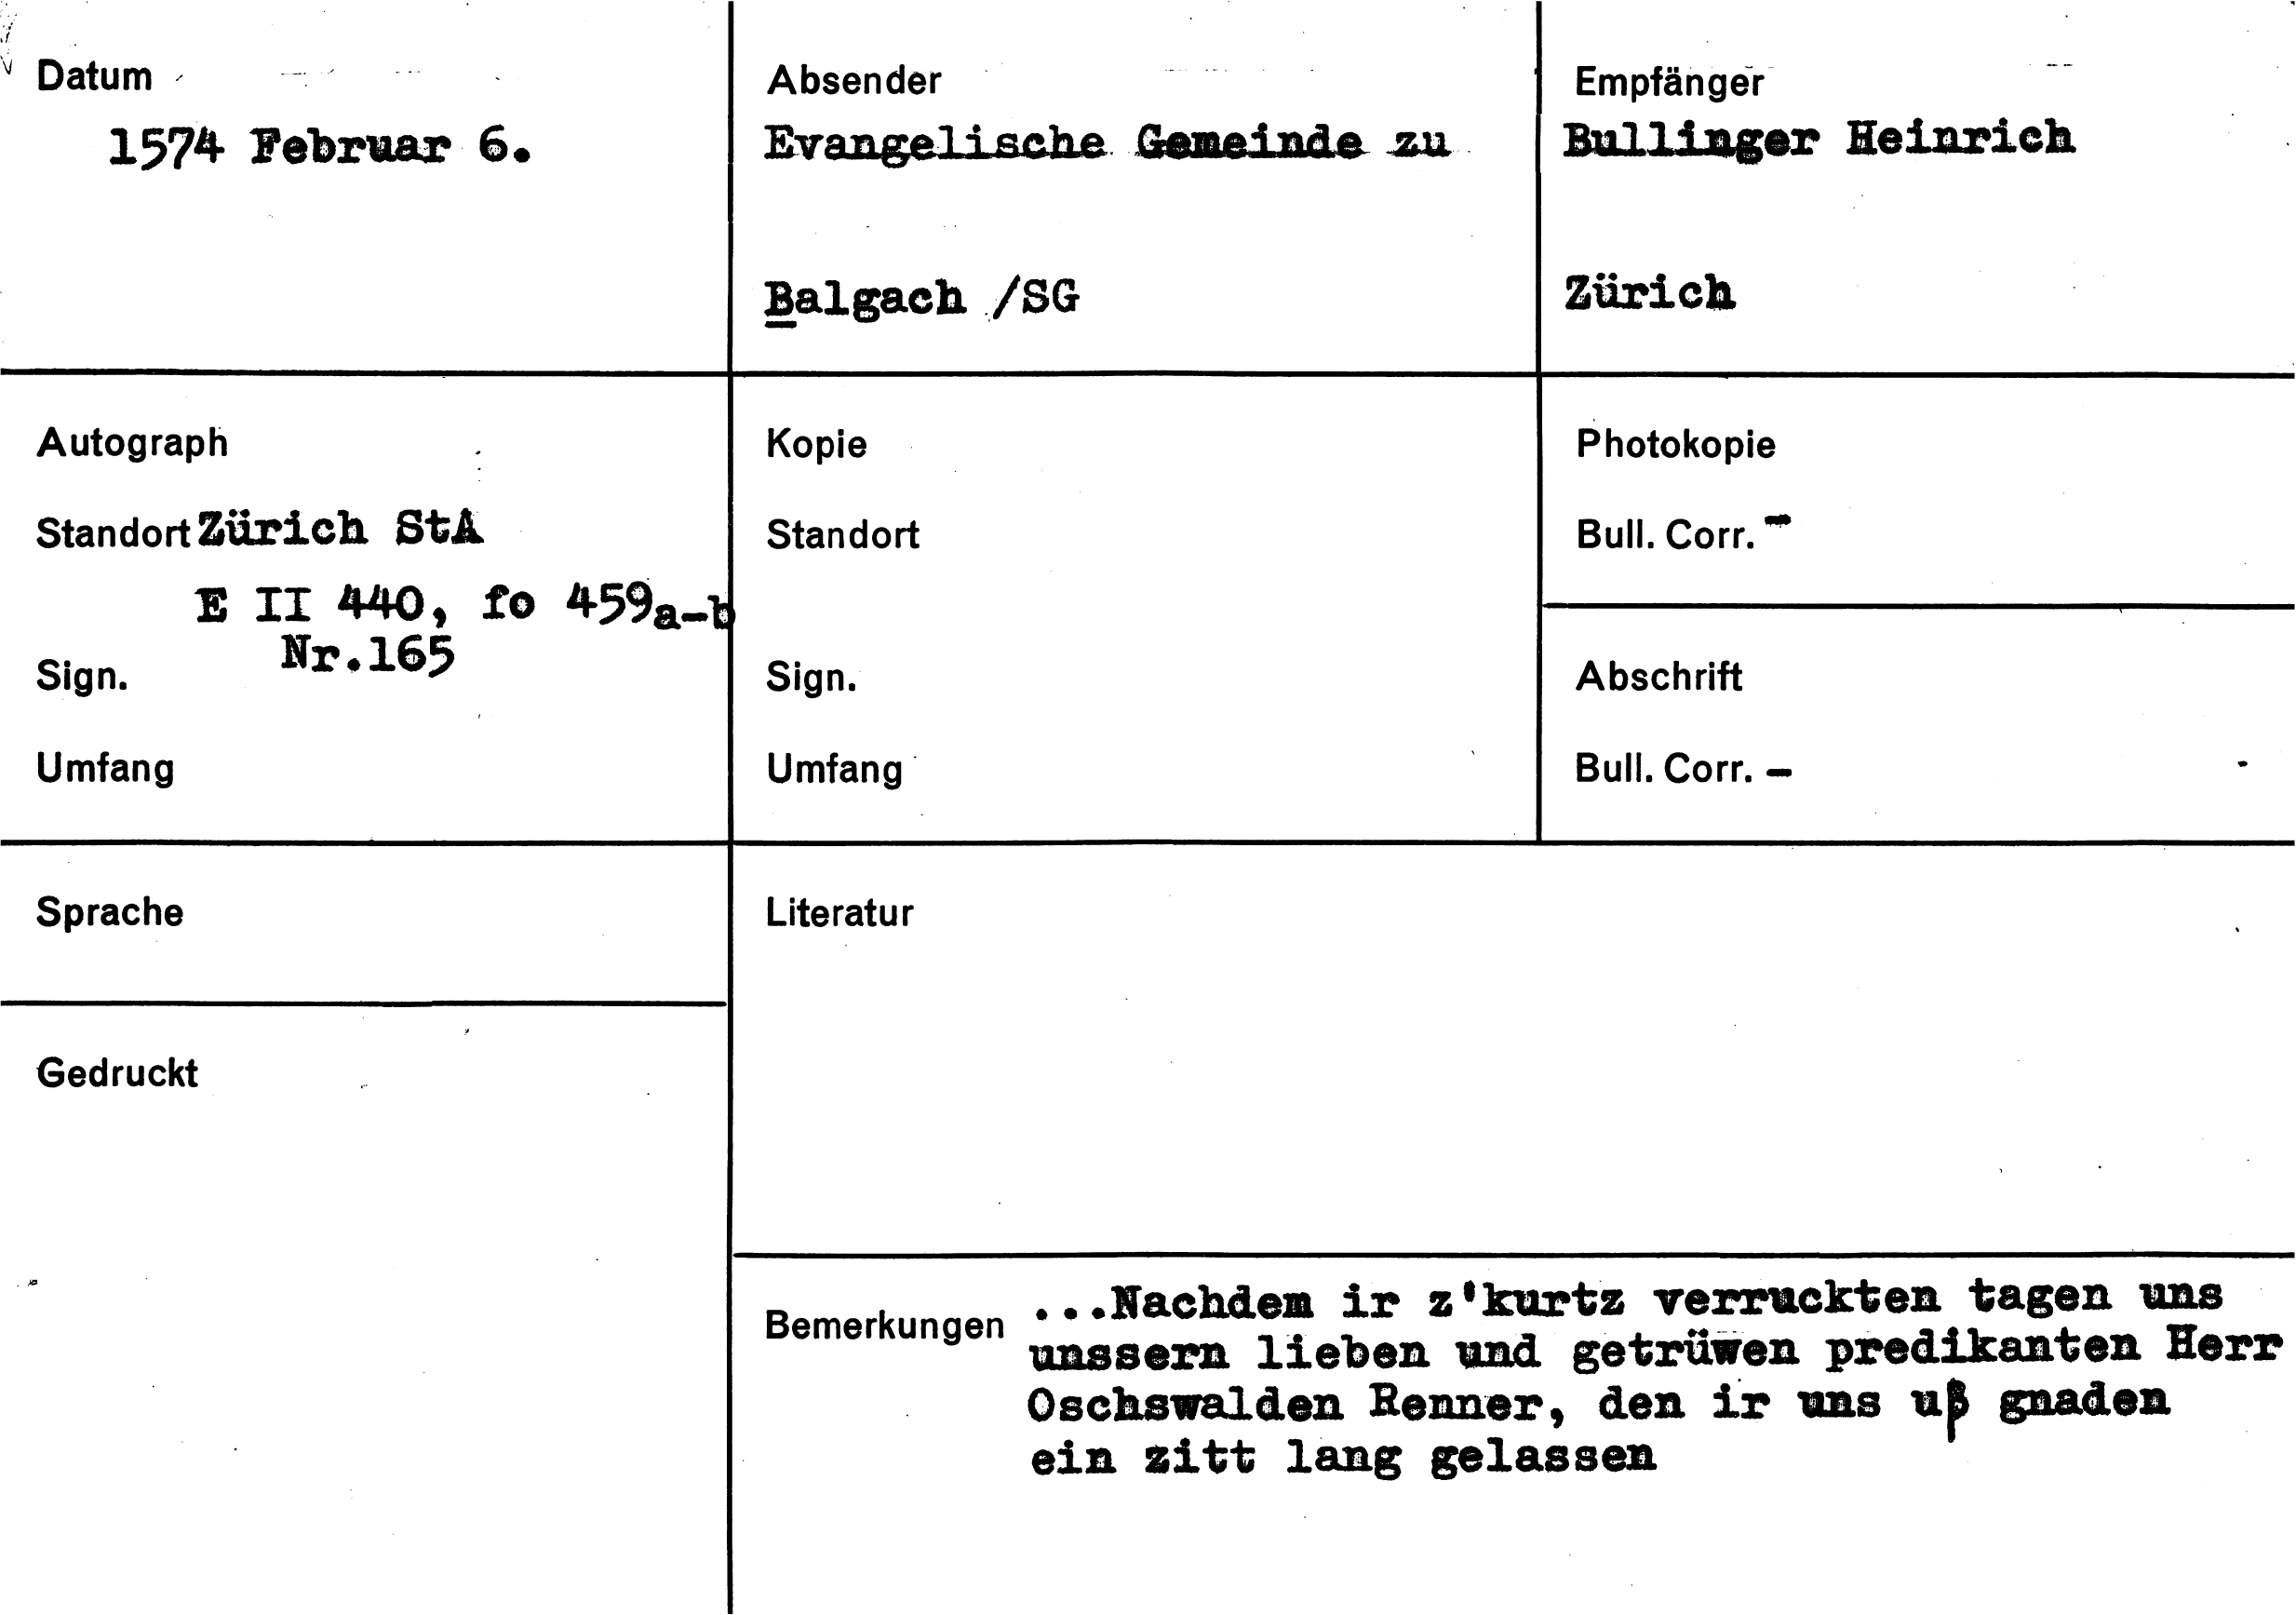 Datum
1574 Februar 6.
Absender
Evangelische Gemeinde zu
Balgach /SG
Empfänger
Bullinger Heinrich
Zürich
Autograph
Standort Zürich StA
E II 440, fo 459a-b
Nr.165
Sign.
Umfang
Kopie
Standort
Sign.
Umfang
Photokopie
Bull. Corr. -
Abschrift
Bull. Corr. -
Sprache
Gedruckt
Literatur
Bemerkungen
...Nachdem ir z'kurtz verruckten tagen uns
unssern lieben und getrüwen predikanten Herr
Oschswalden Renner, den ir uns uß gnaden
ein zitt lang gelassen